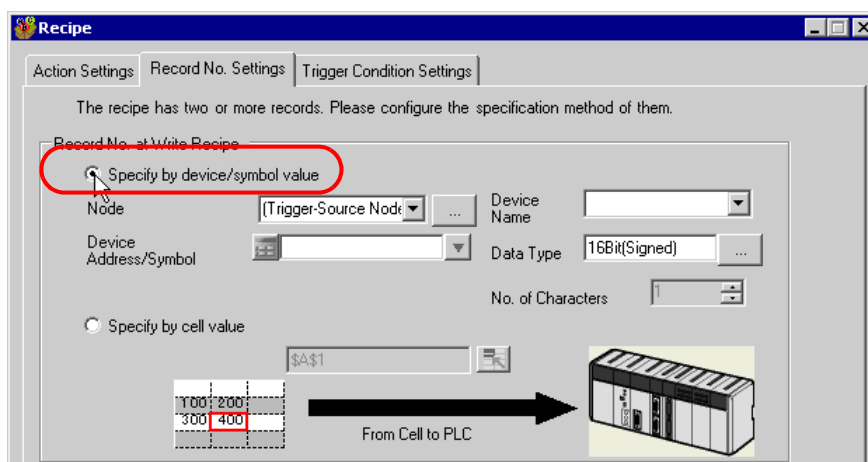 Recipe
Action Settings Record No. Settings Trigger Condition Settings
The recipe has two or more records. Please configure the specification method of them.
Record No. at Write Recipe
Specify by device/symbol value
Node (Trigger-Source Node ... Device Name
Device Address/Symbol Data Type 16Bit(Signed) ...
No. of Characters 1
Specify by cell value
$A$1
100 200
300 400
From Cell to PLC